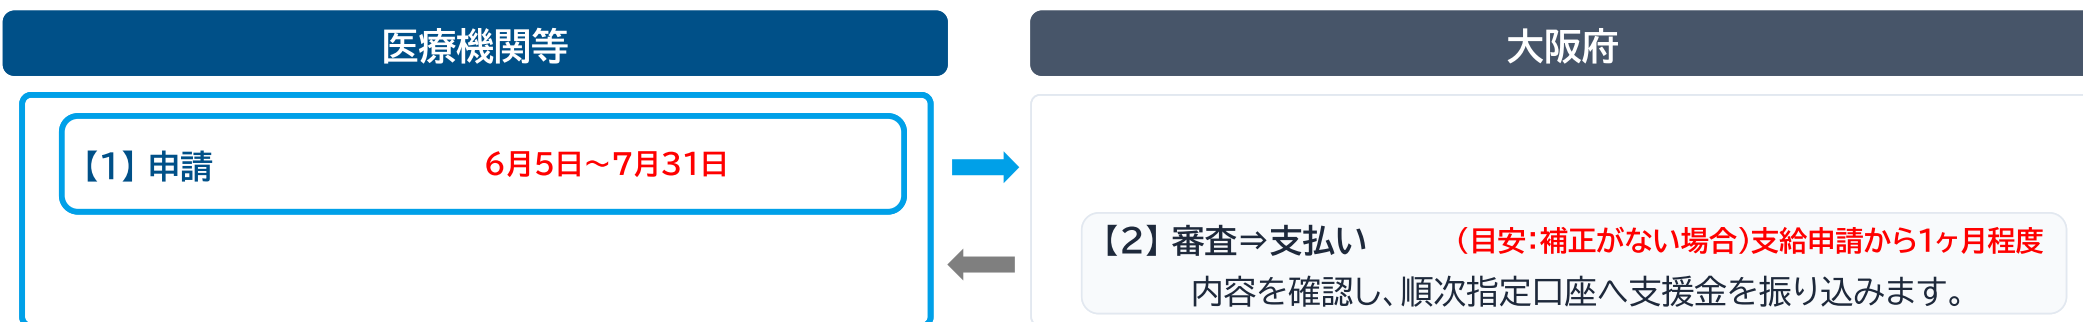 医療機関等
大阪府
【1】 申請 6月5日～7月31日
【2】 審査⇒支払い （目安：補正がない場合）支給申請から1ヶ月程度
内容を確認し、順次指定口座へ支援金を振り込みます。